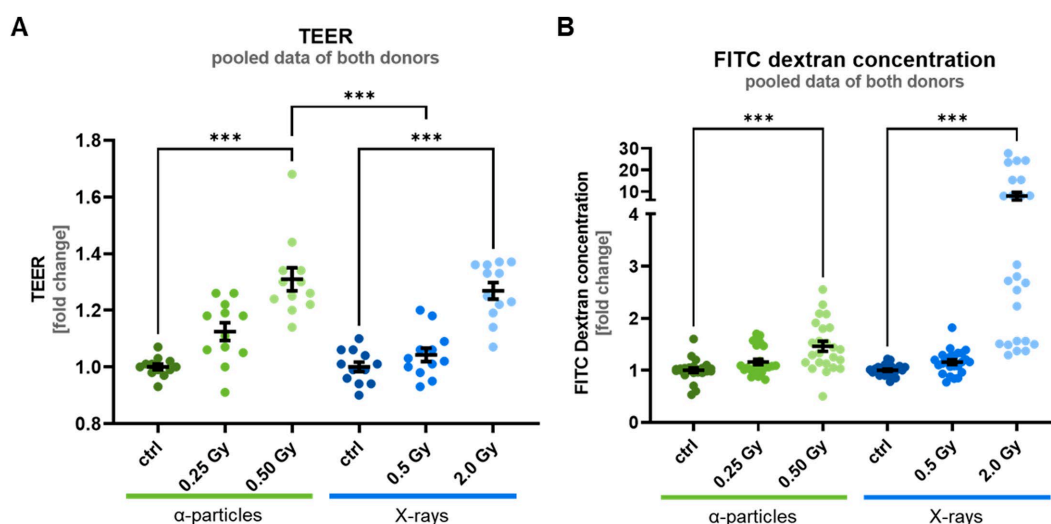 A
TEER
pooled data of both donors
***
***
***
TEER
[fold change]
1.8
1.6
1.4
1.2
1.0
0.8
ctrl
0.25 Gy
0.50 Gy
ctrl
0.5 Gy
2.0 Gy
α-particles
X-rays
B
FITC dextran concentration
pooled data of both donors
***
***
FITC Dextran concentration
[fold change]
30
20
10
4
3
2
1
0
ctrl
0.25 Gy
0.50 Gy
ctrl
0.5 Gy
2.0 Gy
α-particles
X-rays